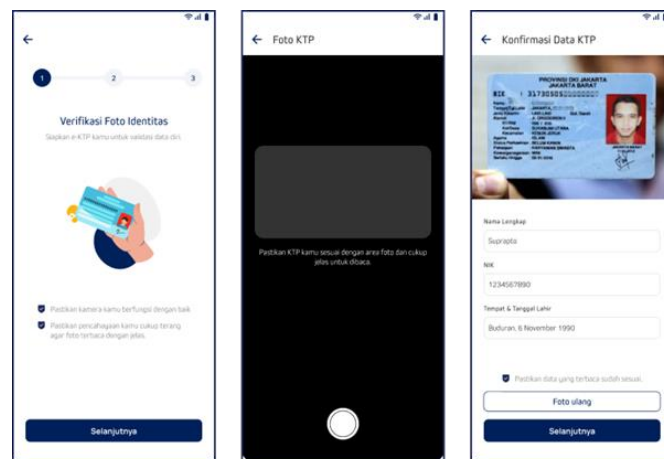 1
2
3
Verifikasi Foto Identitas
Siapkan e-KTP kamu untuk validasi data diri.
Pastikan kamera kamu berfungsi dengan baik
Pastikan pencahayaan kamu cukup terang
agar foto terbaca dengan jelas.
Selanjutnya
Foto KTP
Pastikan KTP kamu sesuai dengan area foto dan cukup
jelas untuk dibaca.
Konfirmasi Data KTP
PROVINSI DKI JAKARTA
JAKARTA BARAT
NIK
Nama Lengkap
Suprapta
NIK
1234567890
Tempat & Tanggal Lahir
Buduran, 6 November 1990
Pastikan data yang terbaca sudah sesuai.
Foto ulang
Selanjutnya